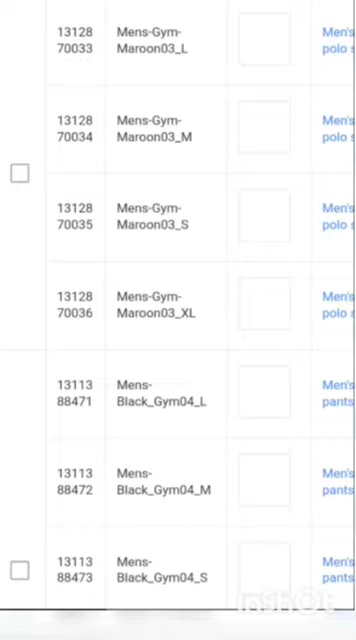 13128
70033
Mens-Gym-
Maroon03_L
Men's
polo s
13128
70034
Mens-Gym-
Maroon03_M
Men's
polo s
13128
70035
Mens-Gym-
Maroon03_S
Men's
polo s
13128
70036
Mens-Gym-
Maroon03_XL
Men's
polo s
13113
88471
Mens-
Black_Gym04_L
Men's
pants
13113
88472
Mens-
Black_Gym04_M
Men's
pants
13113
88473
Mens-
Black_Gym04_S
Men's
pants
InShOt